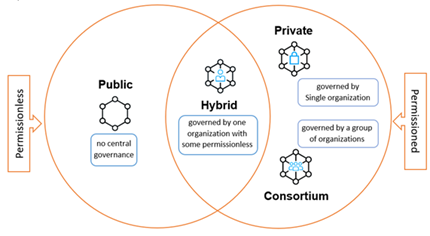 Permissionless
Public
no central
governance
Hybrid
governed by one
organization with
some permissionless
Private
governed by
Single organization
governed by a group
of organizations
Consortium
Permissioned